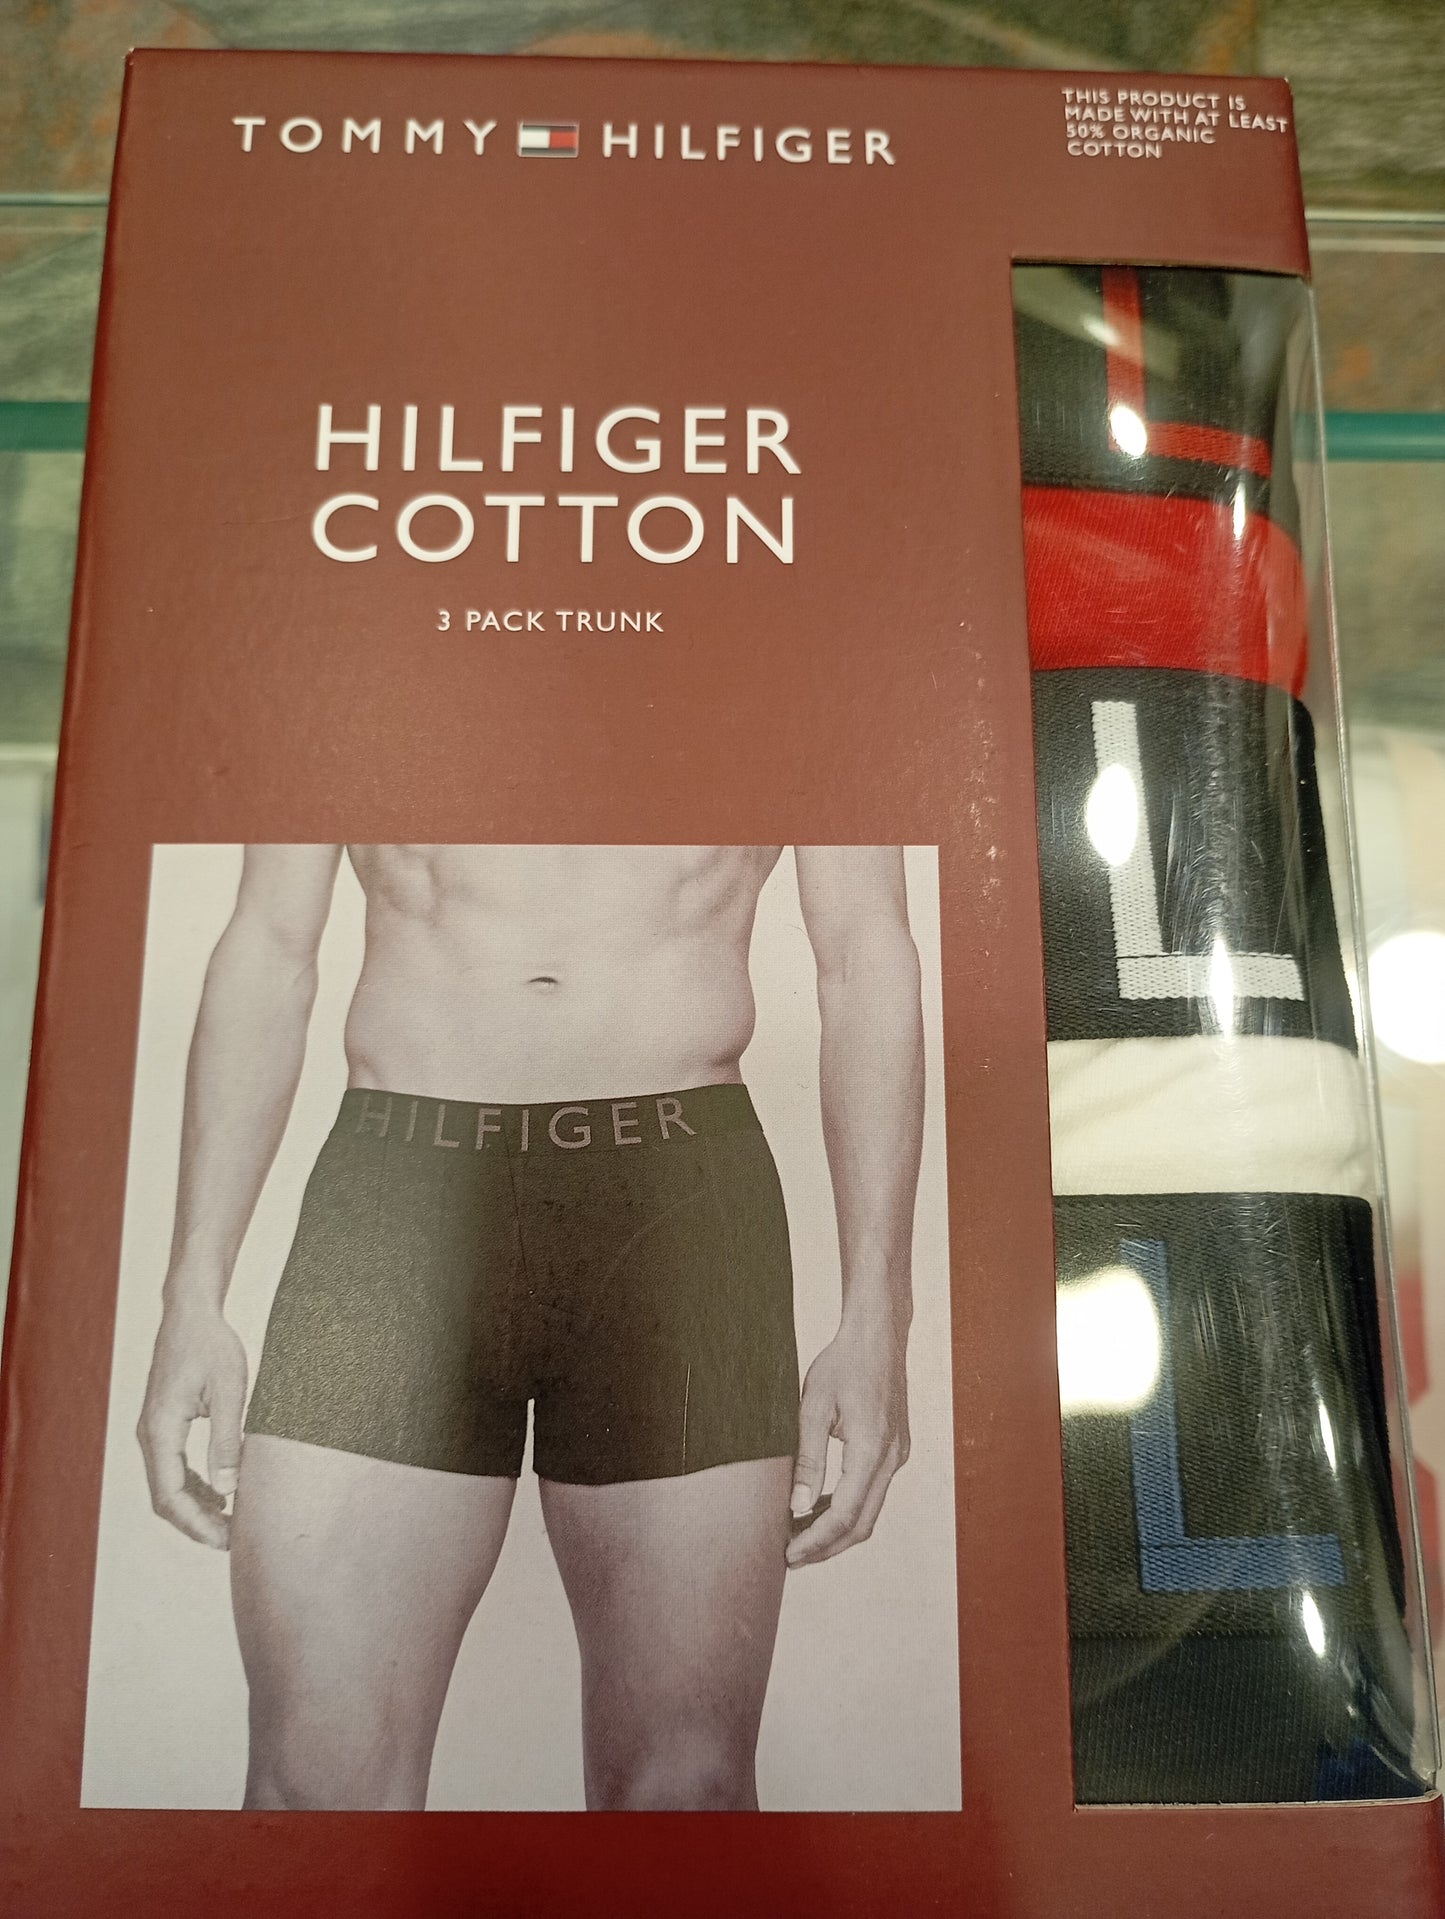 TOMMY HILFIGER
THIS PRODUCT IS
MADE WITH AT LEAST
50% ORGANIC
COTTON
HILFIGER
COTTON
3 PACK TRUNK
HILFIGER
L
L
L